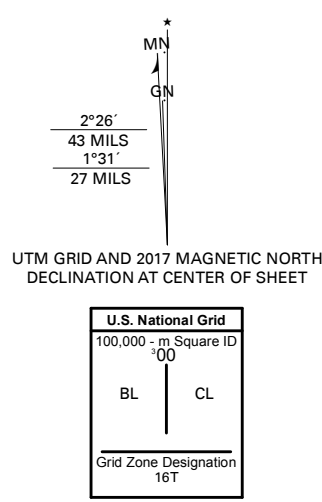 MN
GN
2°26´
43 MILS
1°31´
27 MILS
UTM GRID AND 2017 MAGNETIC NORTH
DECLINATION AT CENTER OF SHEET
U.S. National Grid
100,000 - m Square ID
³00
BL CL
Grid Zone Designation
16T